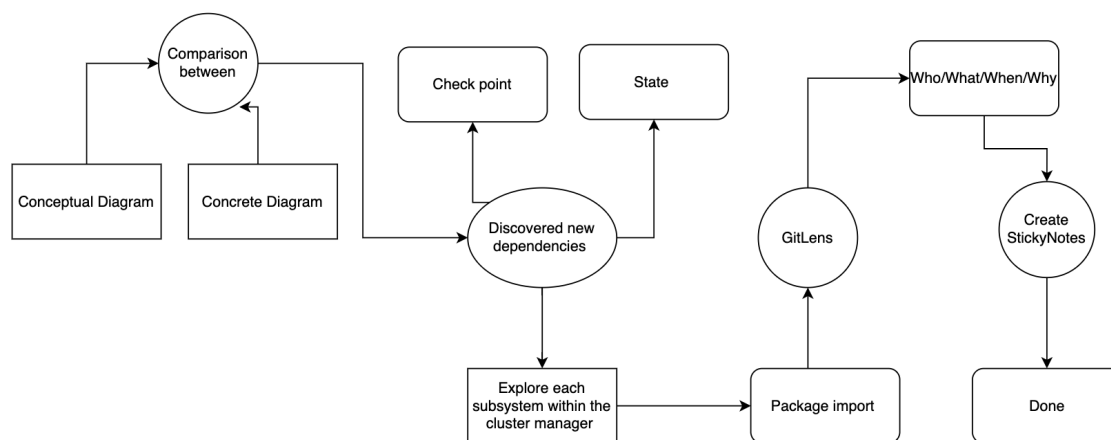 Comparison
between
Check point
State
Who/What/When/Why
Conceptual Diagram
Concrete Diagram
Discovered new
dependencies
GitLens
Create
StickyNotes
Explore each
subsystem within the
cluster manager
Package import
Done